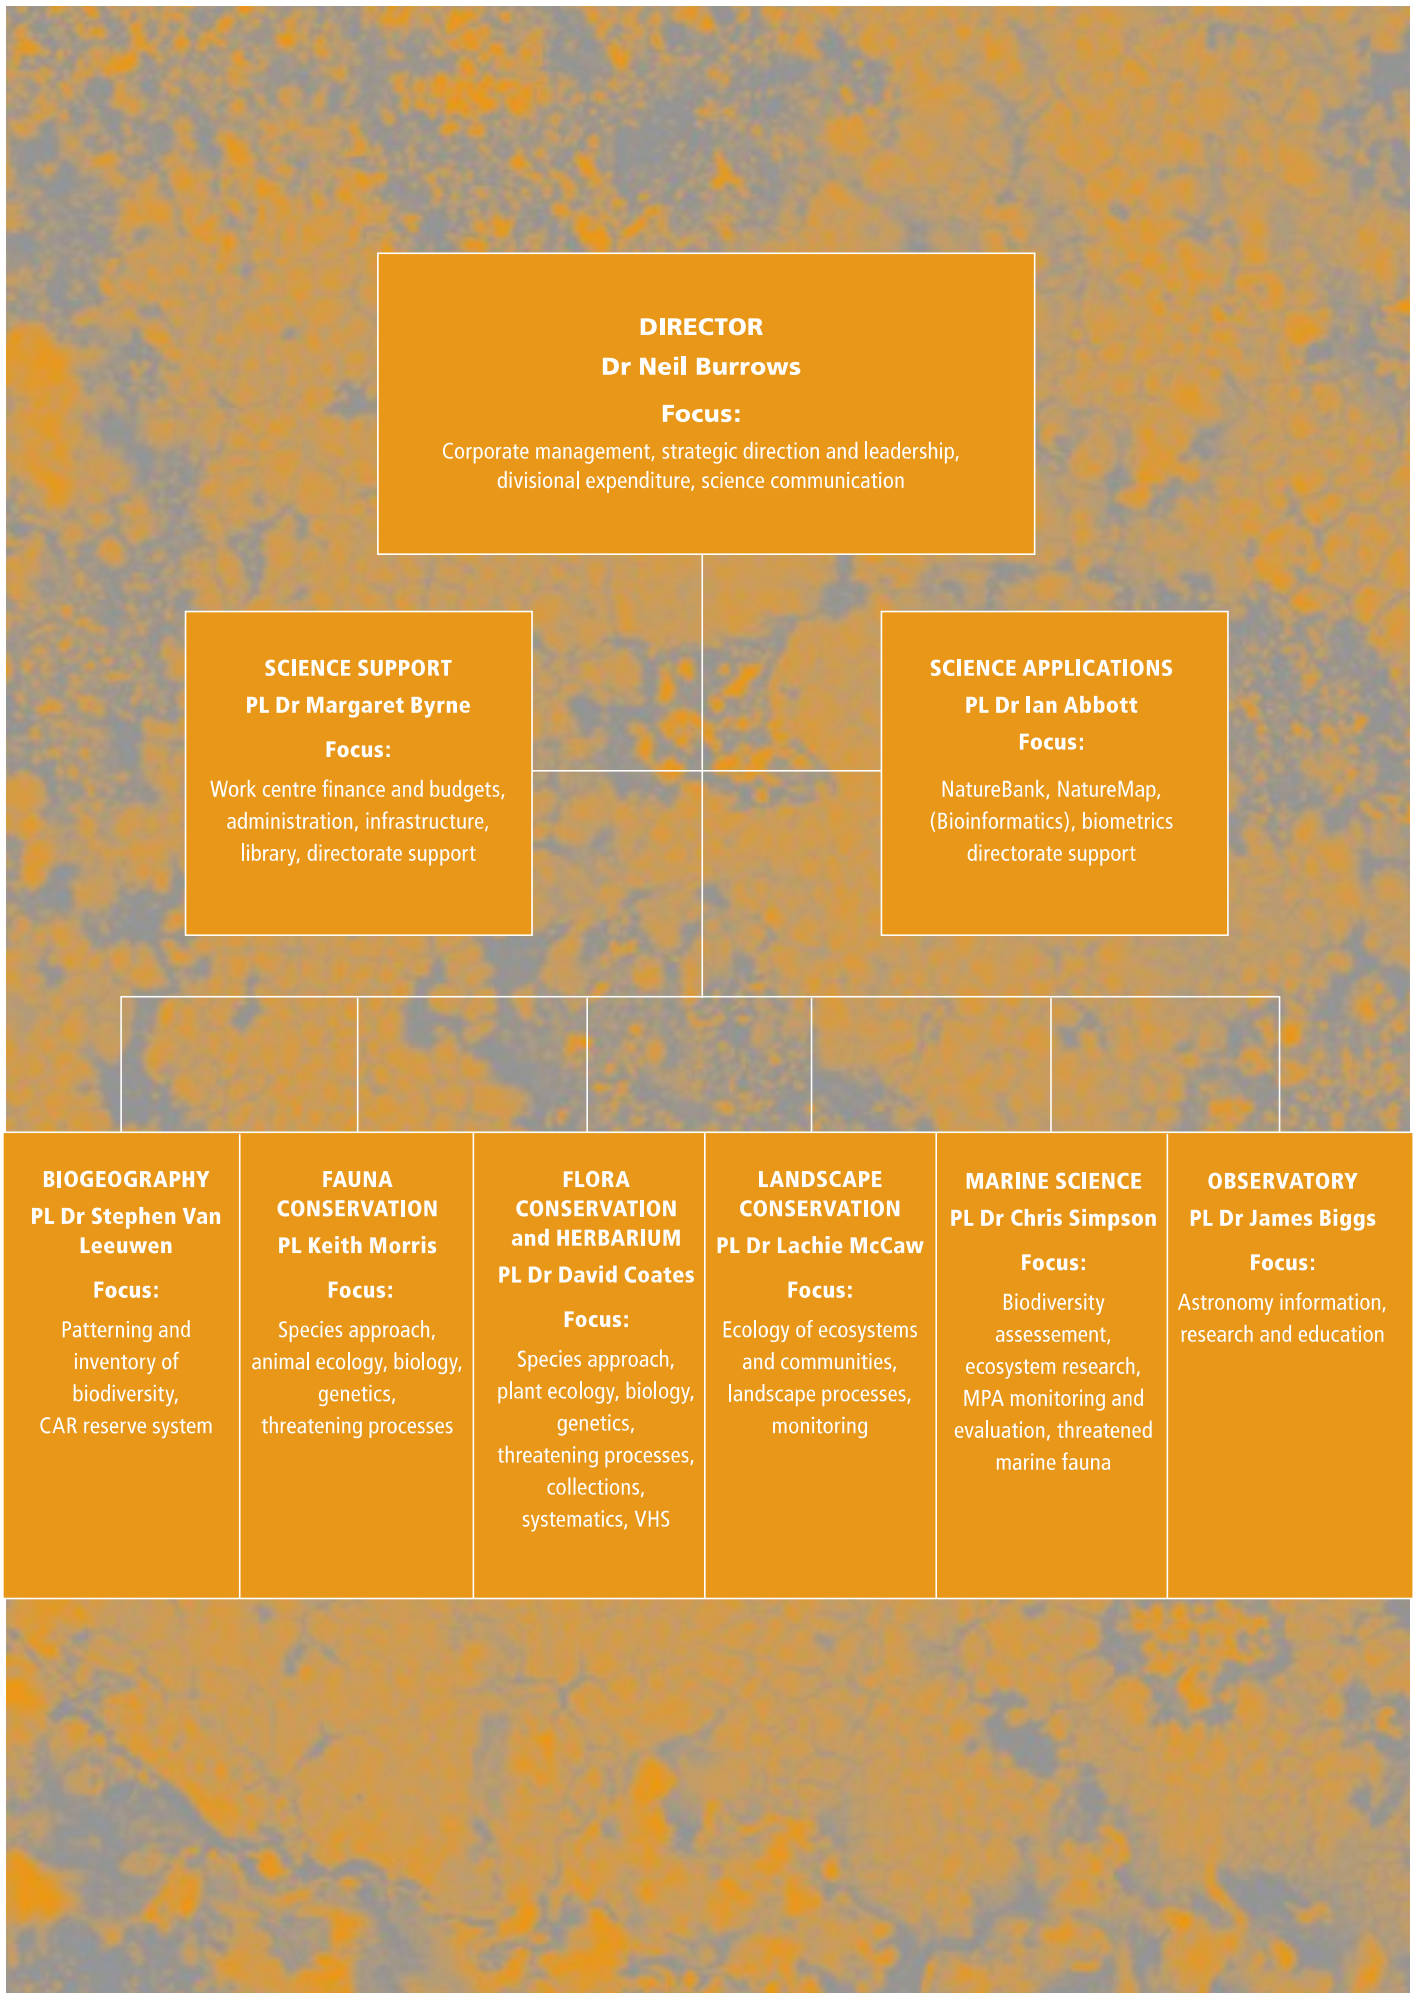 DIRECTOR
Dr Neil Burrows
Focus:
Corporate management, strategic direction and leadership,
divisional expenditure, science communication
SCIENCE SUPPORT
PL Dr Margaret Byrne
Focus:
Work centre finance and budgets,
administration, infrastructure,
library, directorate support
SCIENCE APPLICATIONS
PL Dr Ian Abbott
Focus:
NatureBank, NatureMap,
(Bioinformatics), biometrics
directorate support
BIOGEOGRAPHY
PL Dr Stephen Van
Leeuwen
Focus:
Patterning and
inventory of
biodiversity,
CAR reserve system
FAUNA
CONSERVATION
PL Keith Morris
Focus:
Species approach,
animal ecology, biology,
genetics,
threatening processes
FLORA
CONSERVATION
and HERBARIUM
PL Dr David Coates
Focus:
Species approach,
plant ecology, biology,
genetics,
threatening processes,
collections,
systematics, VHS
LANDSCAPE
CONSERVATION
PL Dr Lachie McCaw
Focus:
Ecology of ecosystems
and communities,
landscape processes,
monitoring
MARINE SCIENCE
PL Dr Chris Simpson
Focus:
Biodiversity
assessement,
ecosystem research,
MPA monitoring and
evaluation, threatened
marine fauna
OBSERVATORY
PL Dr James Biggs
Focus:
Astronomy information,
research and education